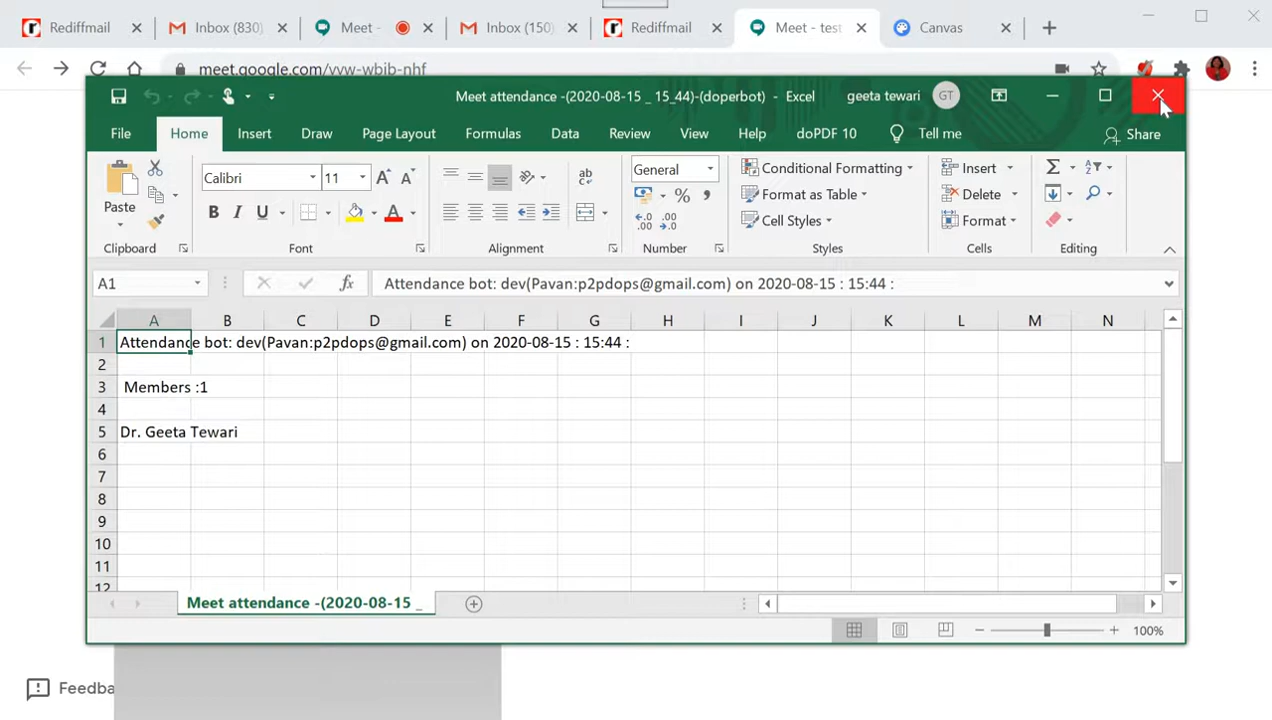 Rediffmail Inbox (830) Meet - Inbox (150) Rediffmail Meet - test Canvas
meet.google.com/vyw-wbib-nhf
Meet attendance -(2020-08-15 _ 15_44)-(doperbot) - Excel geeta tewari GT
File Home Insert Draw Page Layout Formulas Data Review View Help doPDF 10 Tell me Share
Paste Calibri 11 General Conditional Formatting Insert
B I U % , Format as Table Delete
Cell Styles Format
Clipboard Font Alignment Number Styles Cells Editing
A1 fx Attendance bot: dev(Pavan:p2pdops@gmail.com) on 2020-08-15 : 15:44 :
A B C D E F G H I J K L M N
1 Attendance bot: dev(Pavan:p2pdops@gmail.com) on 2020-08-15 : 15:44 :
2
3 Members :1
4
5 Dr. Geeta Tewari
6
7
8
9
10
11
12
Meet attendance -(2020-08-15 _
100%
Feedba